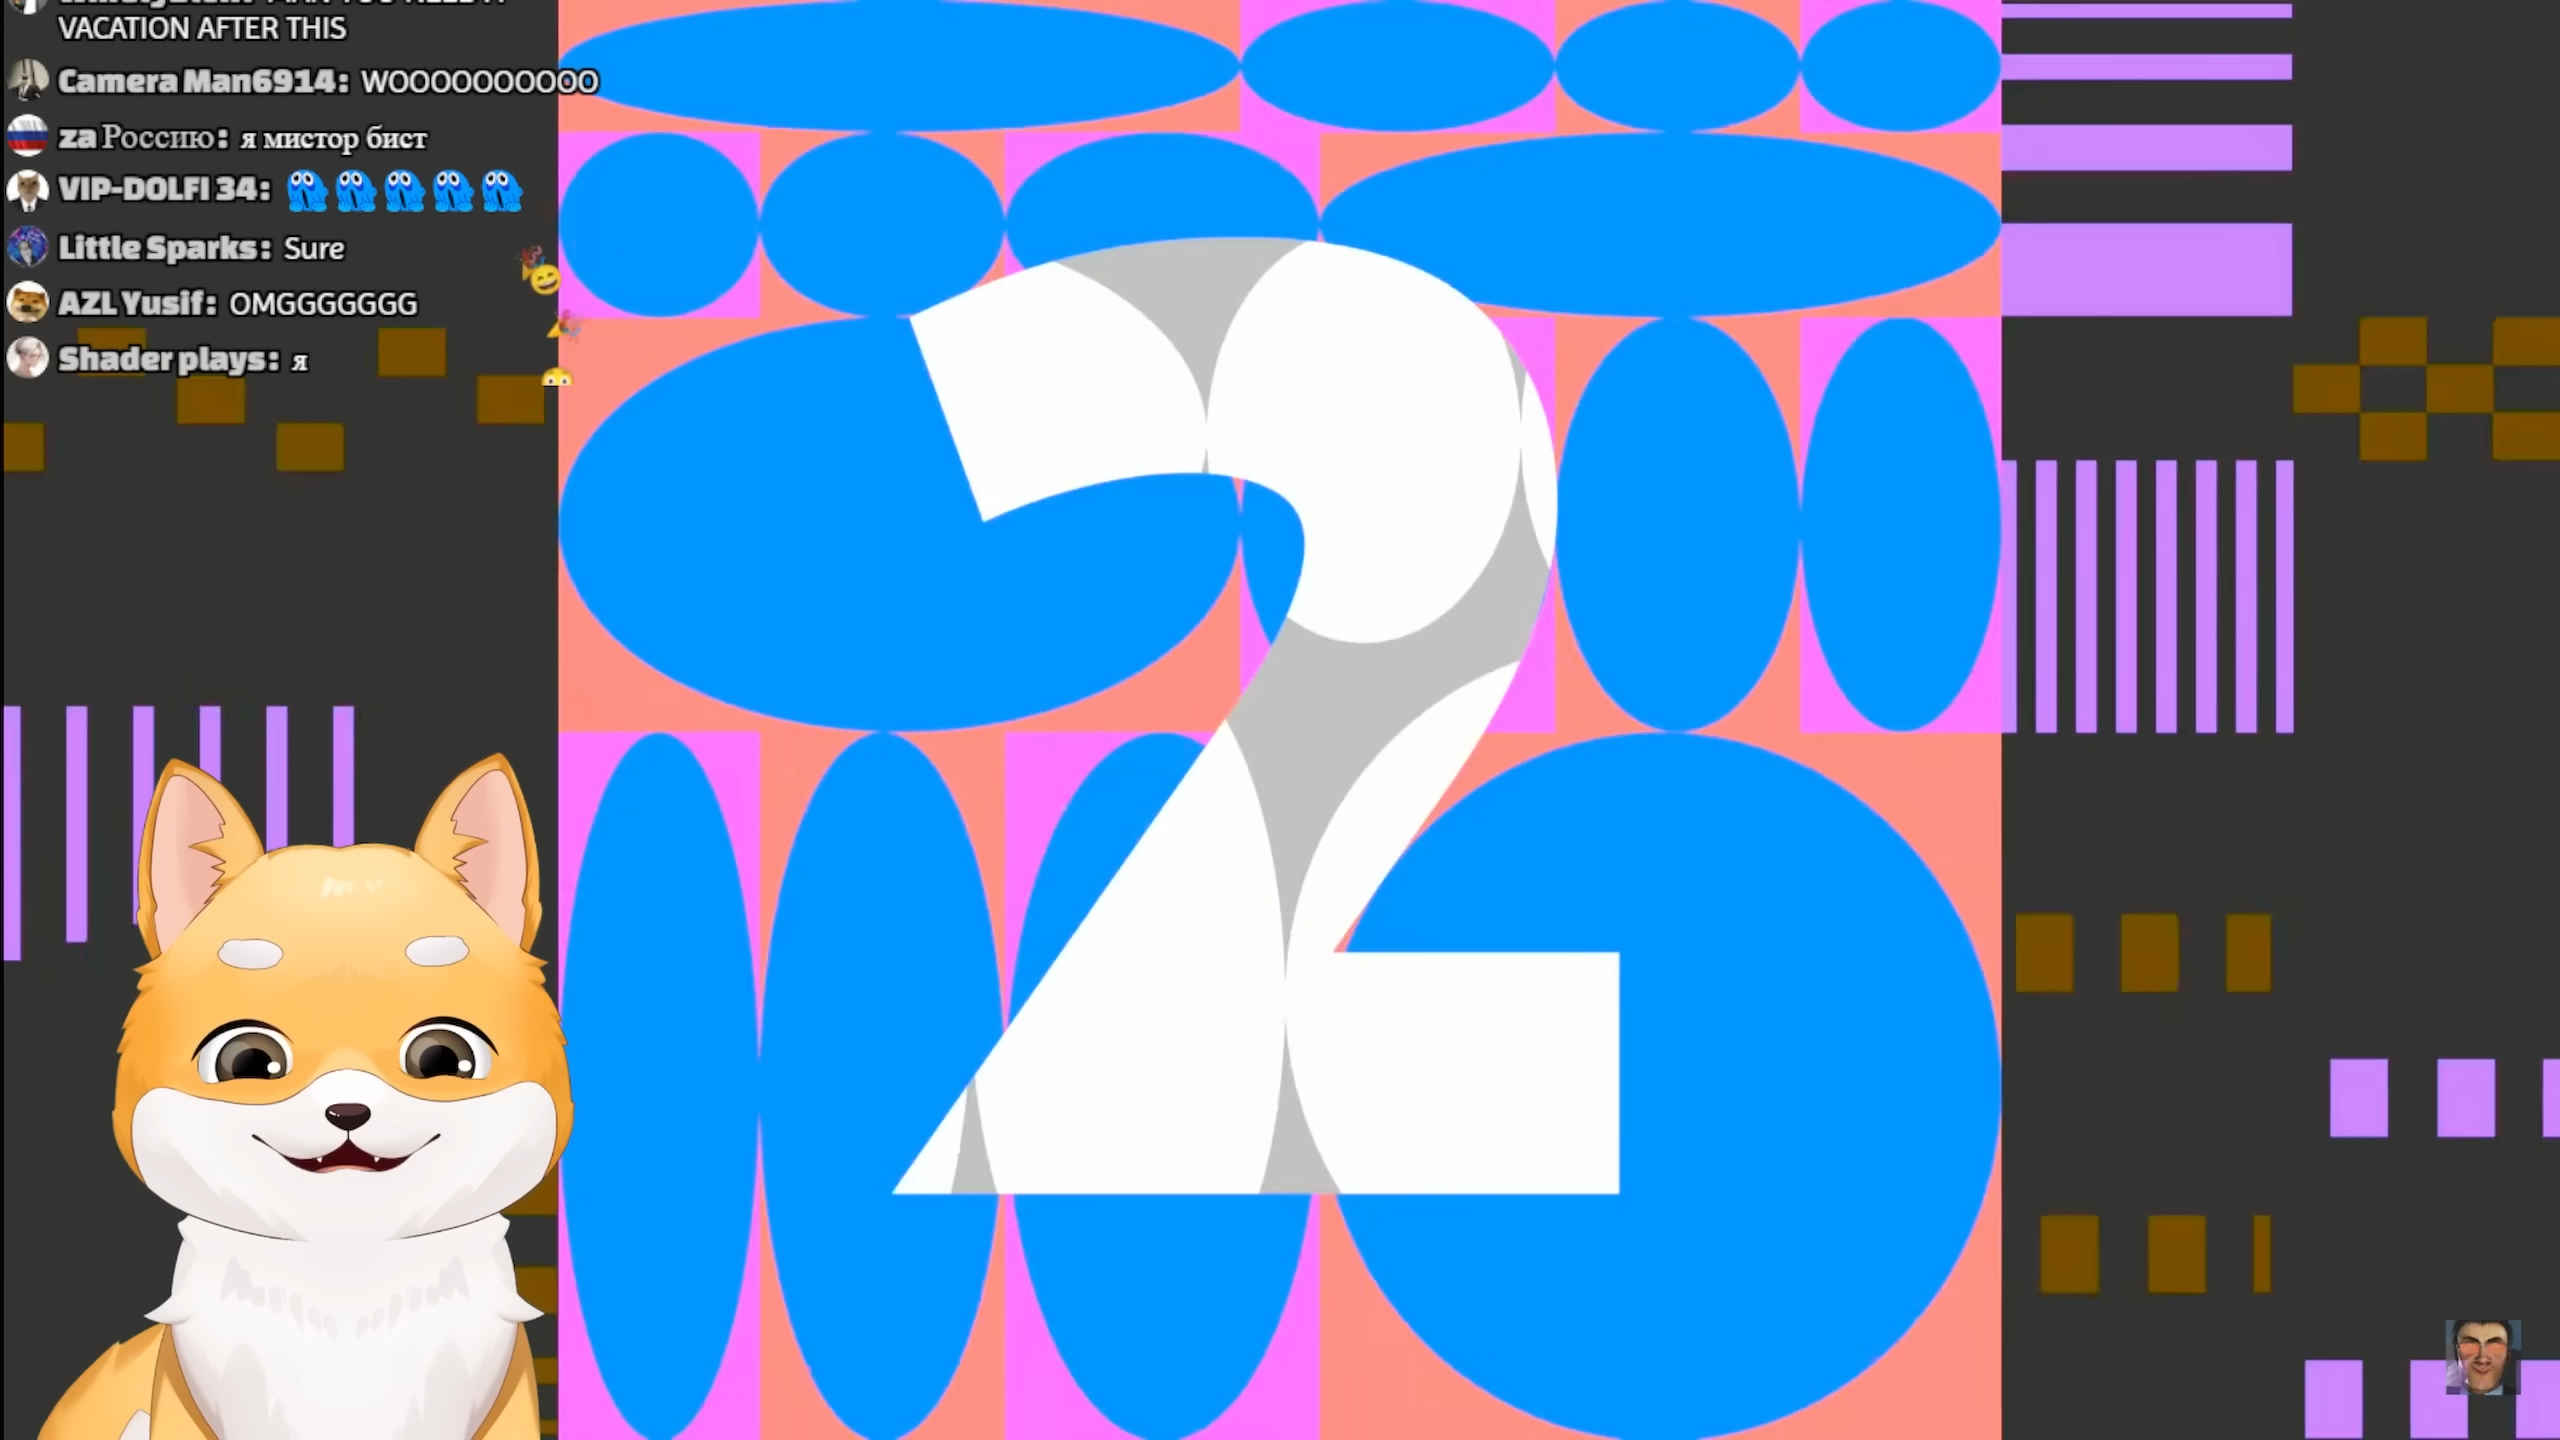 VACATION AFTER THIS
Camera Man6914: WOOOOOOOOOO
za Россию: я мистор бист
VIP-DOLFI 34:
Little Sparks: Sure
AZL Yusif: OMGGGGGGG
Shader plays: я
2